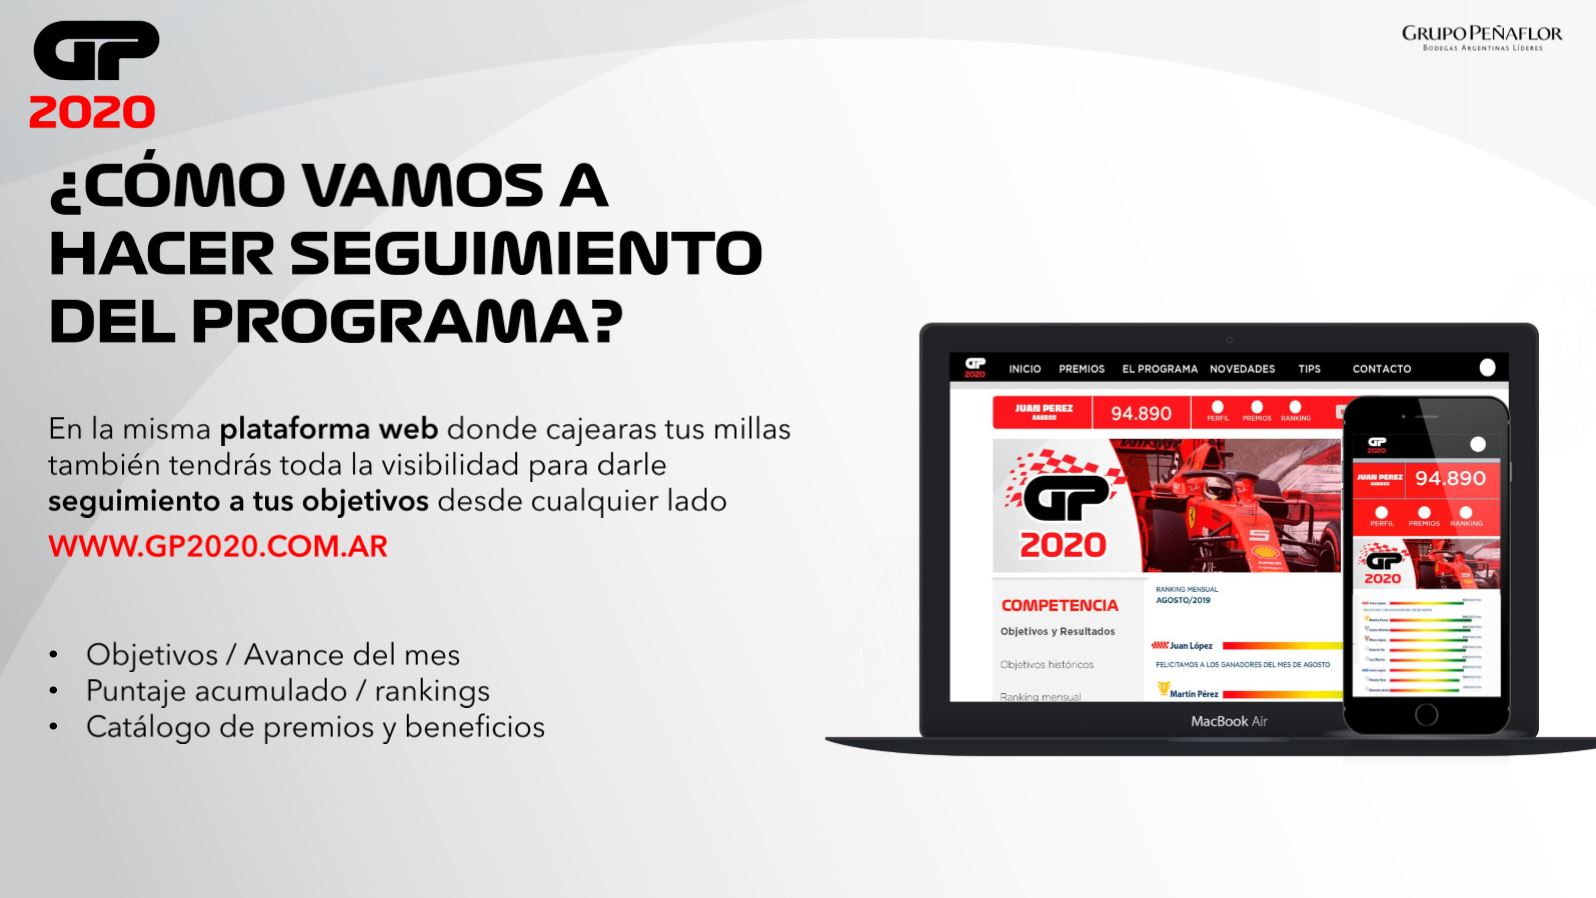 GP
2020
GRUPO PEÑAFLOR
BODEGAS ARGENTINAS LÍDERES
¿CÓMO VAMOS A
HACER SEGUIMIENTO
DEL PROGRAMA?
En la misma plataforma web donde cajearas tus millas
también tendrás toda la visibilidad para darle
seguimiento a tus objetivos desde cualquier lado
WWW.GP2020.COM.AR
• Objetivos / Avance del mes
• Puntaje acumulado / rankings
• Catálogo de premios y beneficios
GP
2020
INICIO PREMIOS EL PROGRAMA NOVEDADES TIPS CONTACTO
JUAN PEREZ
94.890
PERFIL PREMIOS RANKING
GP
2020
COMPETENCIA
Objetivos y Resultados
Objetivos históricos
Ranking mensual
RANKING MENSUAL
AGOSTO/2019
Juan López
FELICITAMOS A LOS GANADORES DEL MES DE AGOSTO
Martín Pérez
MacBook Air
GP
2020
JUAN PEREZ
94.890
PERFIL PREMIOS RANKING
GP
2020